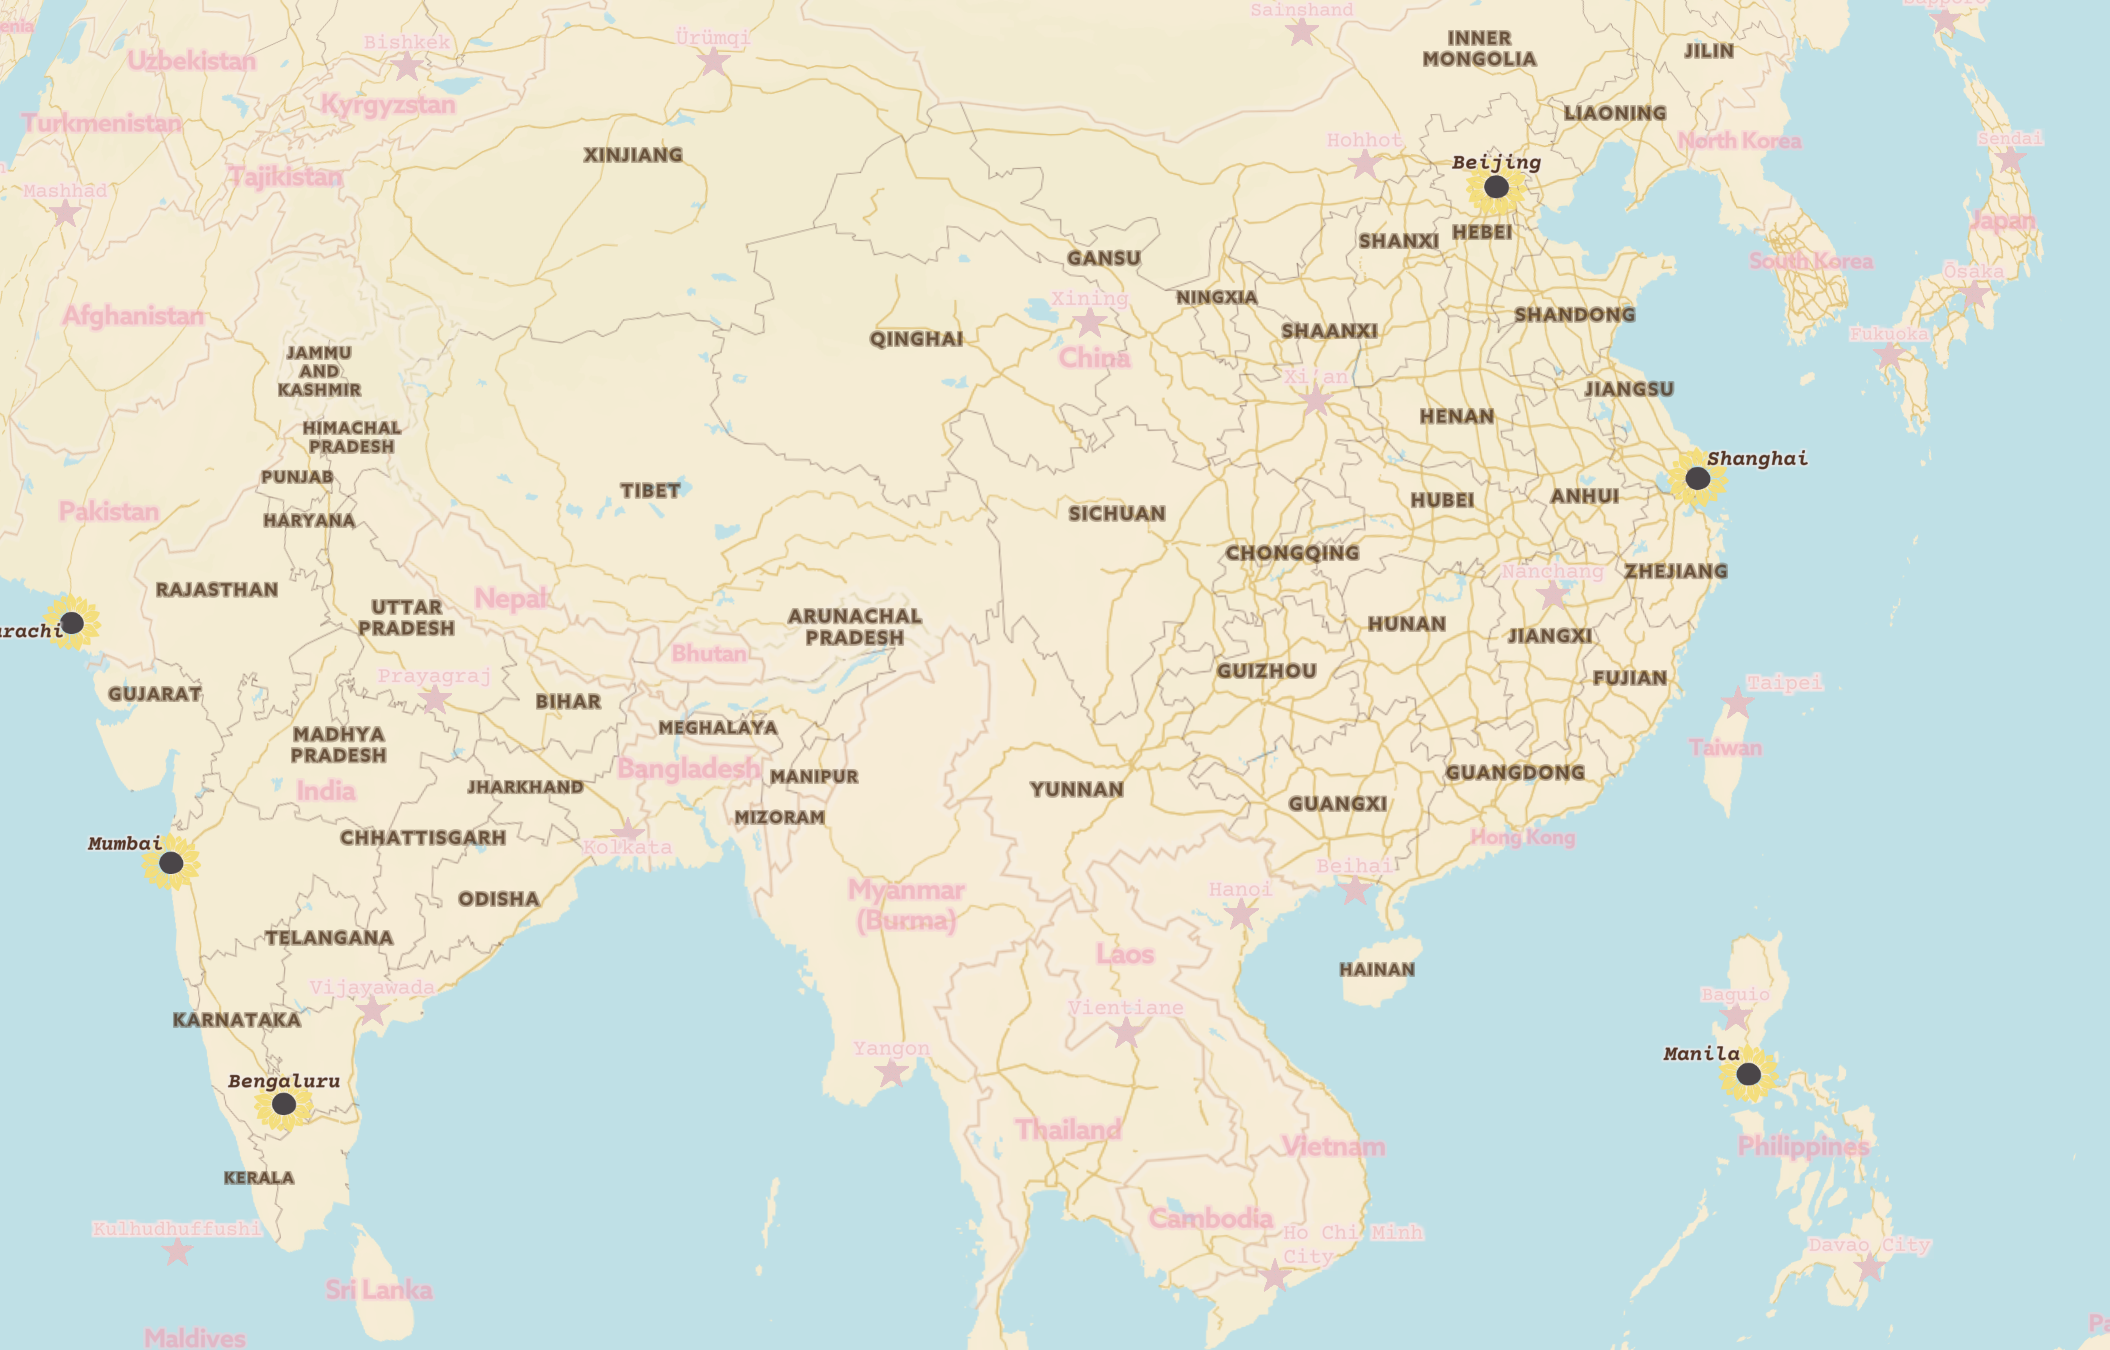 Sainshand
enia
INNER
MONGOLIA
JILIN
Bishkek
Ürümqi
Uzbekistan
Kyrgyzstan
LIAONING
Turkmenistan
Hohhot
North Korea
Sendai
XINJIANG
Beijing
Tajikistan
Mashhad
Japan
SHANXI
HEBEI
GANSU
South Korea
Ōsaka
NINGXIA
Xining
Afghanistan
SHANDONG
SHAANXI
Fukuoka
QINGHAI
China
JAMMU
AND
KASHMIR
Xi'an
JIANGSU
HENAN
HIMACHAL
PRADESH
Shanghai
PUNJAB
TIBET
ANHUI
HUBEI
Pakistan
SICHUAN
HARYANA
CHONGQING
Nanchang
ZHEJIANG
RAJASTHAN
Nepal
UTTAR
PRADESH
ARUNACHAL
PRADESH
HUNAN
arachi
JIANGXI
Bhutan
GUIZHOU
FUJIAN
Prayagraj
Taipei
GUJARAT
BIHAR
MEGHALAYA
MADHYA
PRADESH
Taiwan
Bangladesh
MANIPUR
GUANGDONG
India
JHARKHAND
YUNNAN
GUANGXI
MIZORAM
CHHATTISGARH
Hong Kong
Mumbai
Kolkata
Beihai
Myanmar
(Burma)
Hanoi
ODISHA
TELANGANA
Laos
HAINAN
Vijayawada
Baguio
Vientiane
KARNATAKA
Yangon
Manila
Bengaluru
Thailand
Vietnam
Philippines
KERALA
Cambodia
Kulhudhuffushi
Ho Chi Minh
City
Davao City
Sri Lanka
Maldives
Pa